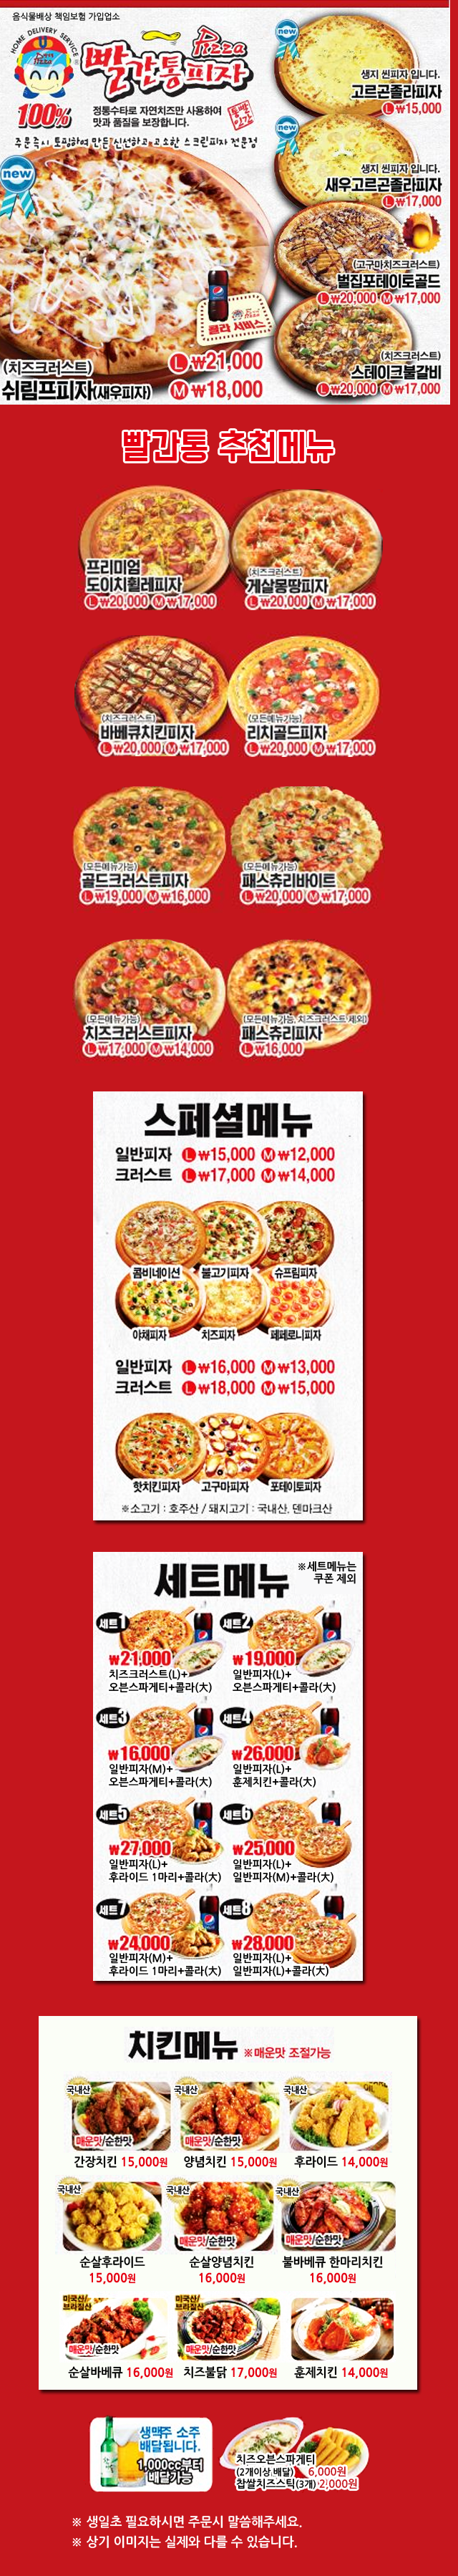 음식물배상 책임보험 가입업소
HOME DELIVERY SERVICE
Pizza
빨간통피자
100%
정통수타로 자연치즈만 사용하여
맛과 품질을 보장합니다.
주문즉시 토핑하여 만든 신선하고 고소한 스크린피자 전문점
new
생지 씬피자 입니다.
고르곤졸라피자
L ₩15,000
new
생지 씬피자 입니다.
새우고르곤졸라피자
L ₩17,000
new
(고구마치즈크러스트)
벌집포테이토골드
L ₩20,000 M ₩17,000
콜라 서비스
(치즈크러스트)
스테이크불갈비
L ₩20,000 M ₩17,000
(치즈크러스트)
쉬림프피자(새우피자)
L ₩21,000
M ₩18,000
빨간통 추천메뉴
프리미엄
도이치휠레피자
L ₩20,000 M ₩17,000
(치즈크러스트)
게살몽땅피자
L ₩20,000 M ₩17,000
(치즈크러스트)
바베큐치킨피자
L ₩20,000 M ₩17,000
(모든메뉴가능)
리치골드피자
L ₩20,000 M ₩17,000
(모든메뉴가능)
골드크러스트피자
L ₩19,000 M ₩16,000
(모든메뉴가능)
패스츄리바이트
L ₩20,000 M ₩17,000
(모든메뉴가능)
치즈크러스트피자
L ₩17,000 M ₩14,000
(모든메뉴가능, 치즈크러스트 제외)
패스츄리피자
L ₩16,000
스페셜메뉴
일반피자 L ₩15,000 M ₩12,000
크러스트 L ₩17,000 M ₩14,000
콤비네이션 불고기피자 슈프림피자
야채피자 치즈피자 페페로니피자
일반피자 L ₩16,000 M ₩13,000
크러스트 L ₩18,000 M ₩15,000
핫치킨피자 고구마피자 포테이토피자
※소고기 : 호주산 / 돼지고기 : 국내산, 덴마크산
세트메뉴
※세트메뉴는
쿠폰 제외
세트1
₩21,000
치즈크러스트(L)+
오븐스파게티+콜라(大)
세트2
₩19,000
일반피자(L)+
오븐스파게티+콜라(大)
세트3
₩16,000
일반피자(M)+
오븐스파게티+콜라(大)
세트4
₩26,000
일반피자(L)+
훈제치킨+콜라(大)
세트5
₩27,000
일반피자(L)+
후라이드 1마리+콜라(大)
세트6
₩25,000
일반피자(L)+
일반피자(M)+콜라(大)
세트7
₩24,000
일반피자(M)+
후라이드 1마리+콜라(大)
세트8
₩28,000
일반피자(L)+
일반피자(L)+콜라(大)
치킨메뉴 ※매운맛 조절가능
국내산
매운맛/순한맛
간장치킨 15,000원
국내산
매운맛/순한맛
양념치킨 15,000원
국내산
후라이드 14,000원
국내산
순살후라이드
15,000원
국내산
매운맛/순한맛
순살양념치킨
16,000원
국내산
매운맛/순한맛
불바베큐 한마리치킨
16,000원
미국산/
브라질산
매운맛/순한맛
순살바베큐 16,000원
미국산/
브라질산
매운맛/순한맛
치즈불닭 17,000원
훈제치킨 14,000원
생맥주 소주
배달됩니다.
1,000cc부터
배달가능
치즈오븐스파게티
(2개이상.배달) 6,000원
찹쌀치즈스틱(3개) 2,000원
※ 생일초 필요하시면 주문시 말씀해주세요.
※ 상기 이미지는 실제와 다를 수 있습니다.